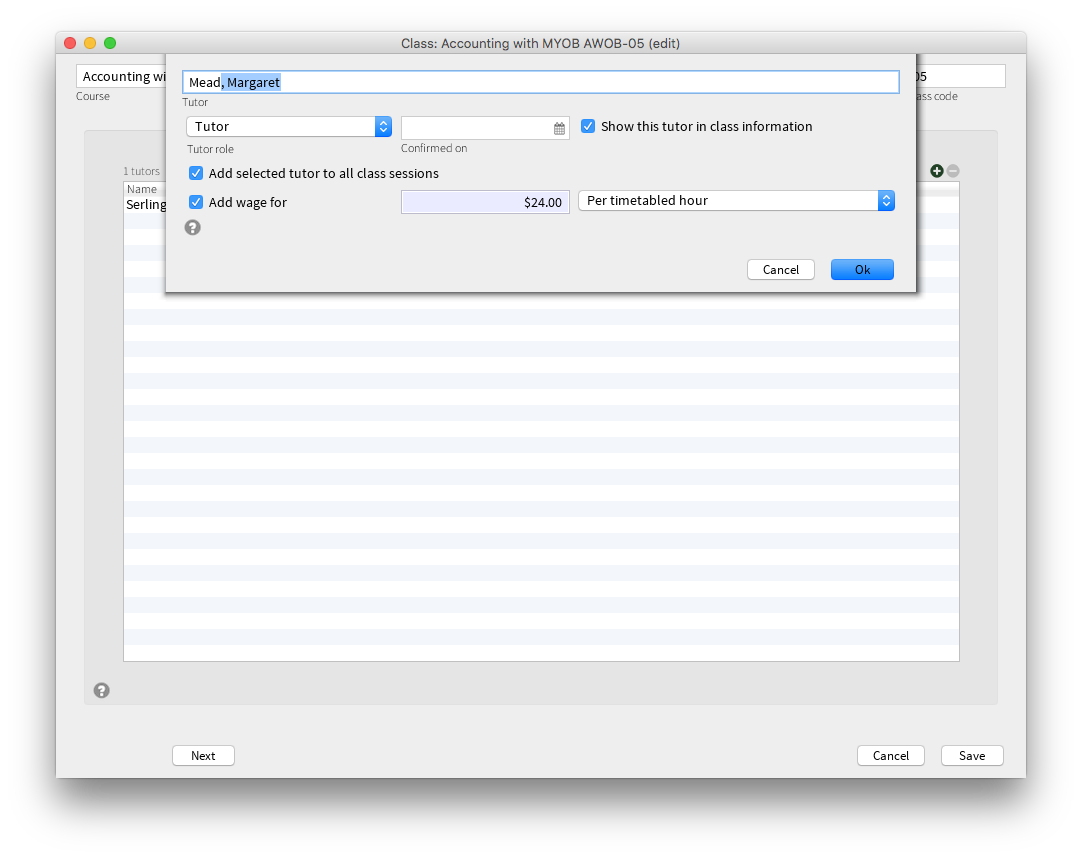 Class: Accounting with MYOB AWOB-05 (edit)
Accounting wi
05
Course
ass code
Mead, Margaret
Tutor
Tutor
Show this tutor in class information
Tutor role
Confirmed on
Add selected tutor to all class sessions
Add wage for
$24.00
Per timetabled hour
?
Cancel
Ok
1 tutors
Name
Serling
?
Next
Cancel
Save